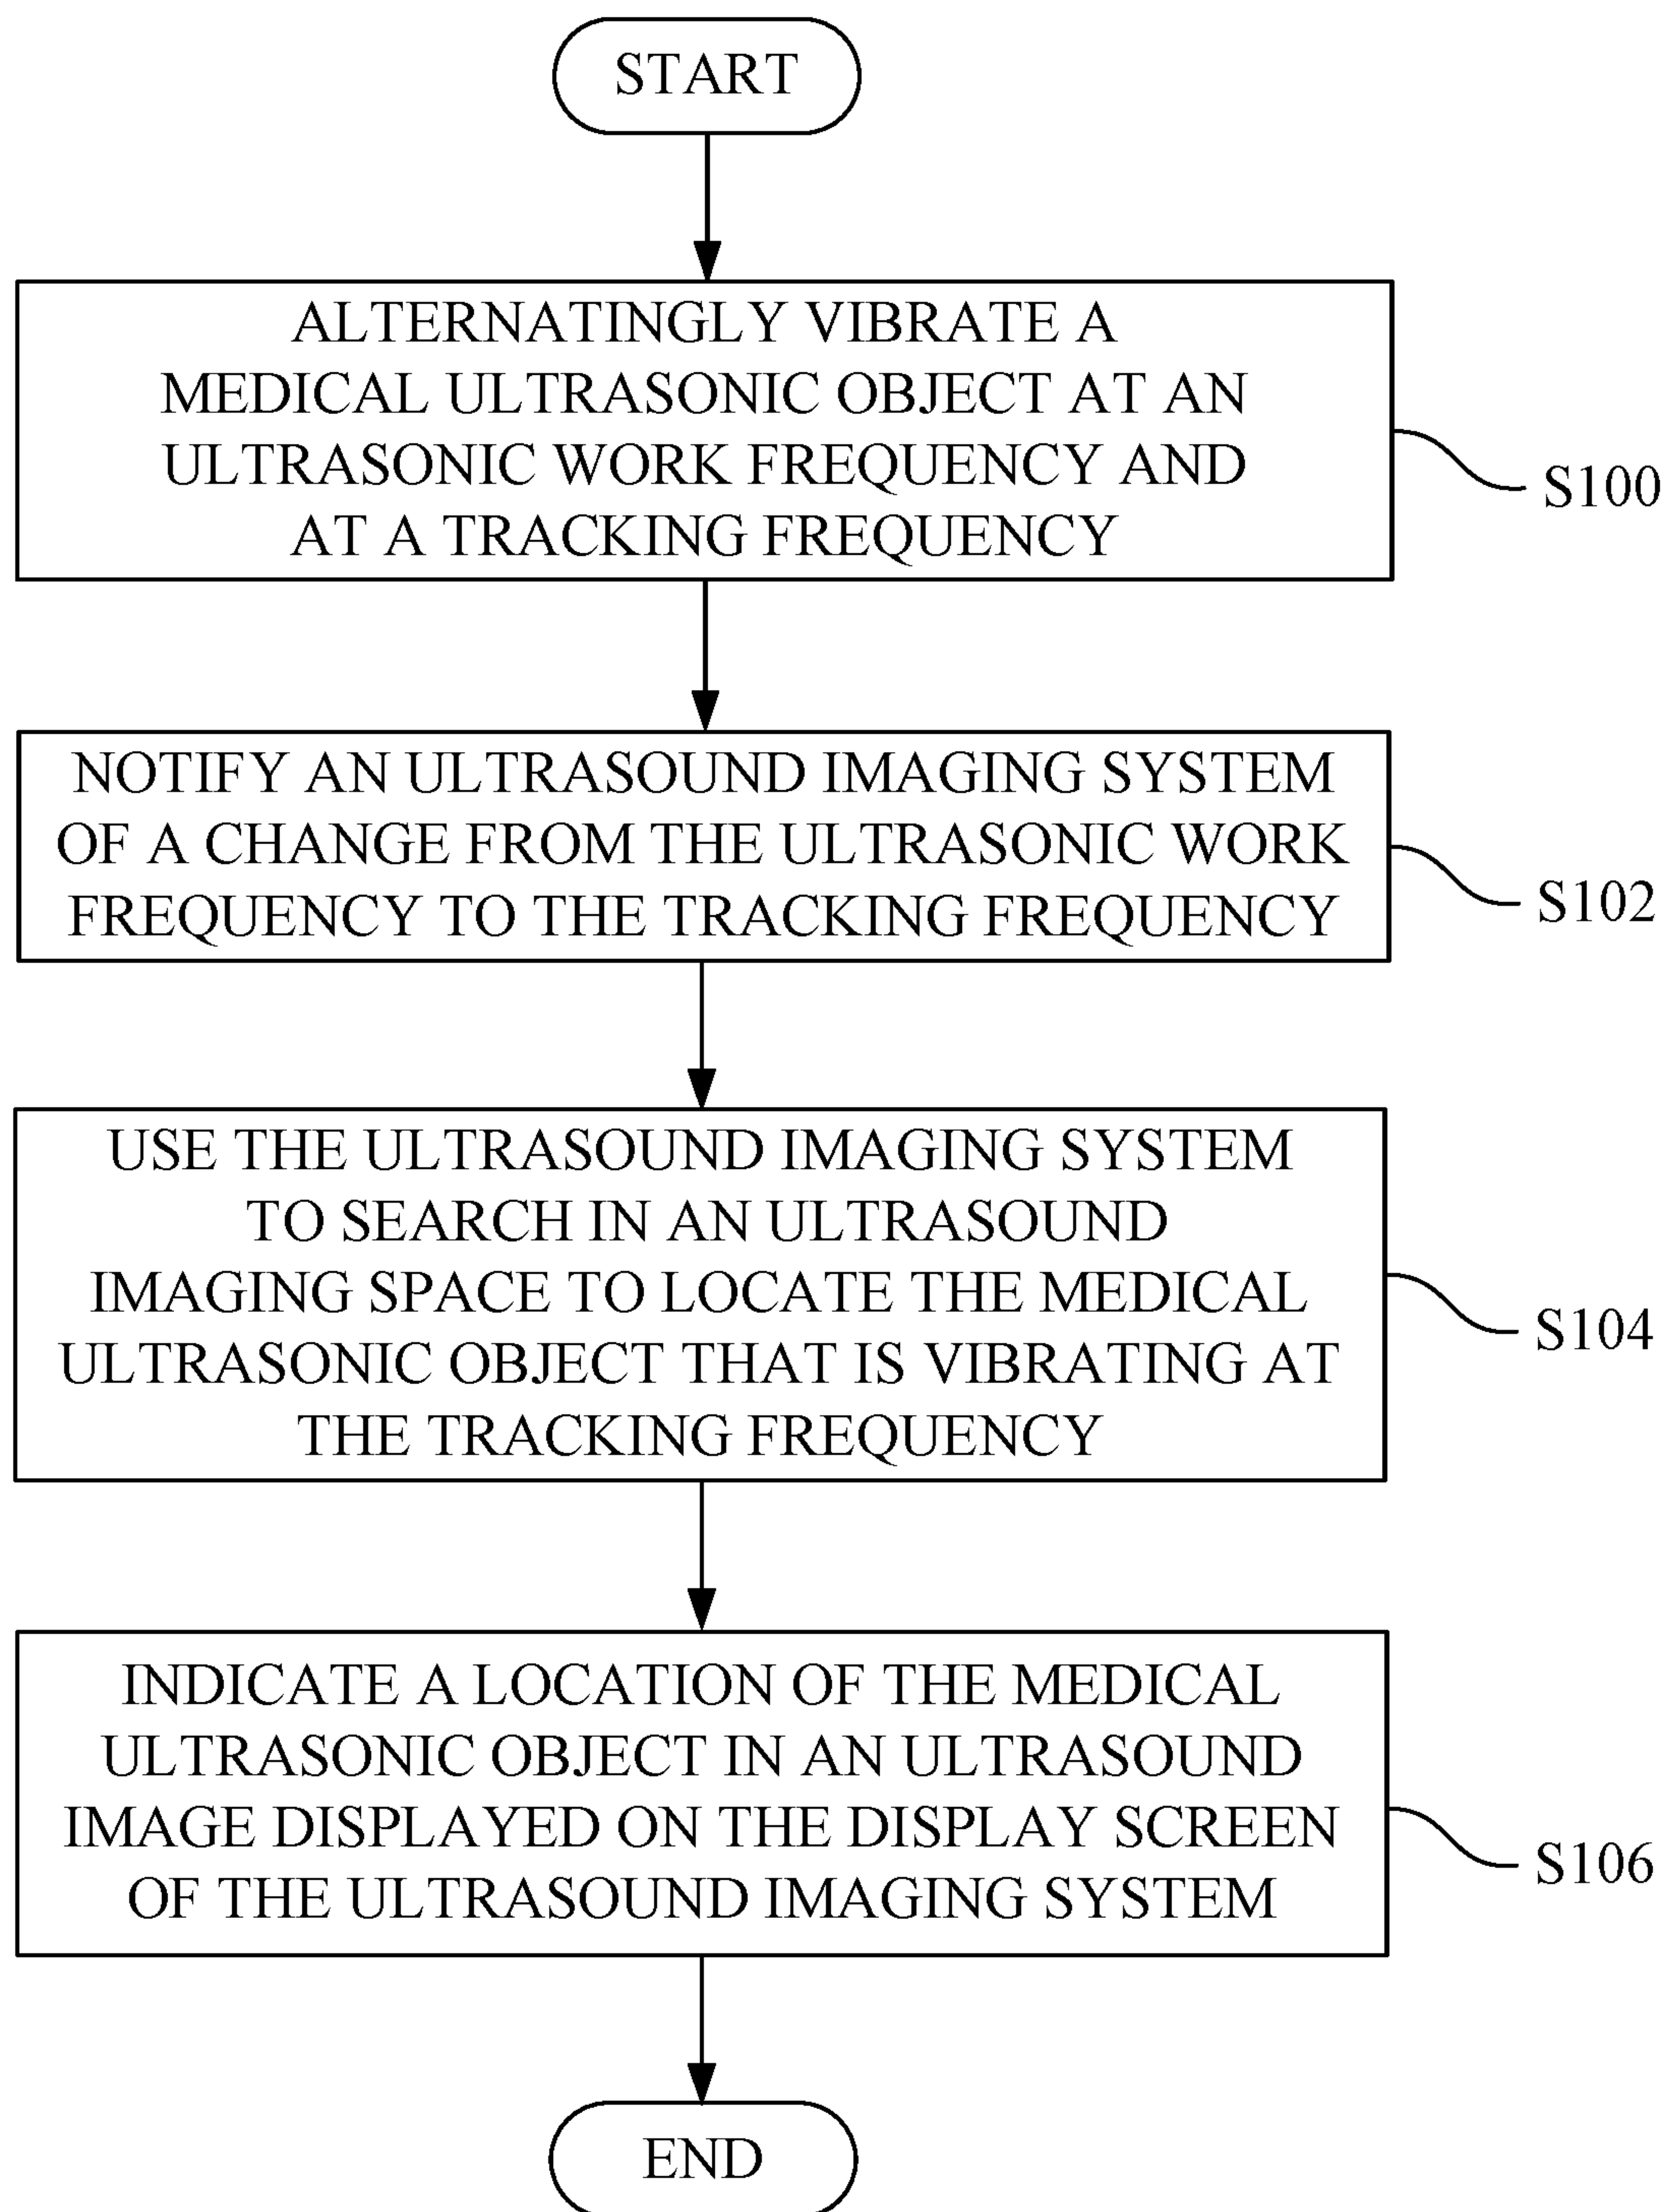 START
ALTERNATINGLY VIBRATE A
MEDICAL ULTRASONIC OBJECT AT AN
ULTRASONIC WORK FREQUENCY AND
AT A TRACKING FREQUENCY
S100
NOTIFY AN ULTRASOUND IMAGING SYSTEM
OF A CHANGE FROM THE ULTRASONIC WORK
FREQUENCY TO THE TRACKING FREQUENCY
S102
USE THE ULTRASOUND IMAGING SYSTEM
TO SEARCH IN AN ULTRASOUND
IMAGING SPACE TO LOCATE THE MEDICAL
ULTRASONIC OBJECT THAT IS VIBRATING AT
THE TRACKING FREQUENCY
S104
INDICATE A LOCATION OF THE MEDICAL
ULTRASONIC OBJECT IN AN ULTRASOUND
IMAGE DISPLAYED ON THE DISPLAY SCREEN
OF THE ULTRASOUND IMAGING SYSTEM
S106
END